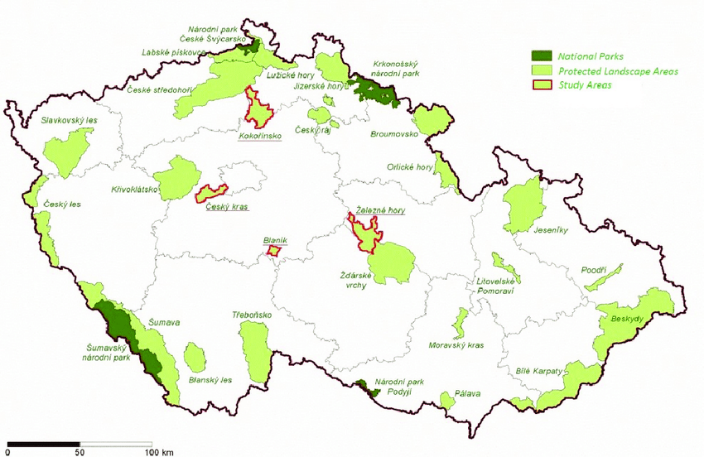 Národní park
České Švýcarsko
Labské pískovce
Lužické hory
Jizerské hory
Krkonošský
národní park
National Parks
Protected Landscape Areas
Study Areas
České středohoří
Slavkovský les
Kokořínsko
Český ráj
Broumovsko
Orlické hory
Křivoklátsko
Český kras
Český les
Železné hory
Jeseníky
Blaník
Žďárské
vrchy
Litovelské
Pomoraví
Poodří
Šumava
Třeboňsko
Beskydy
Šumavský
národní park
Moravský kras
Blanský les
Bílé Karpaty
Národní park
Podyjí
Pálava
0 50 100 km